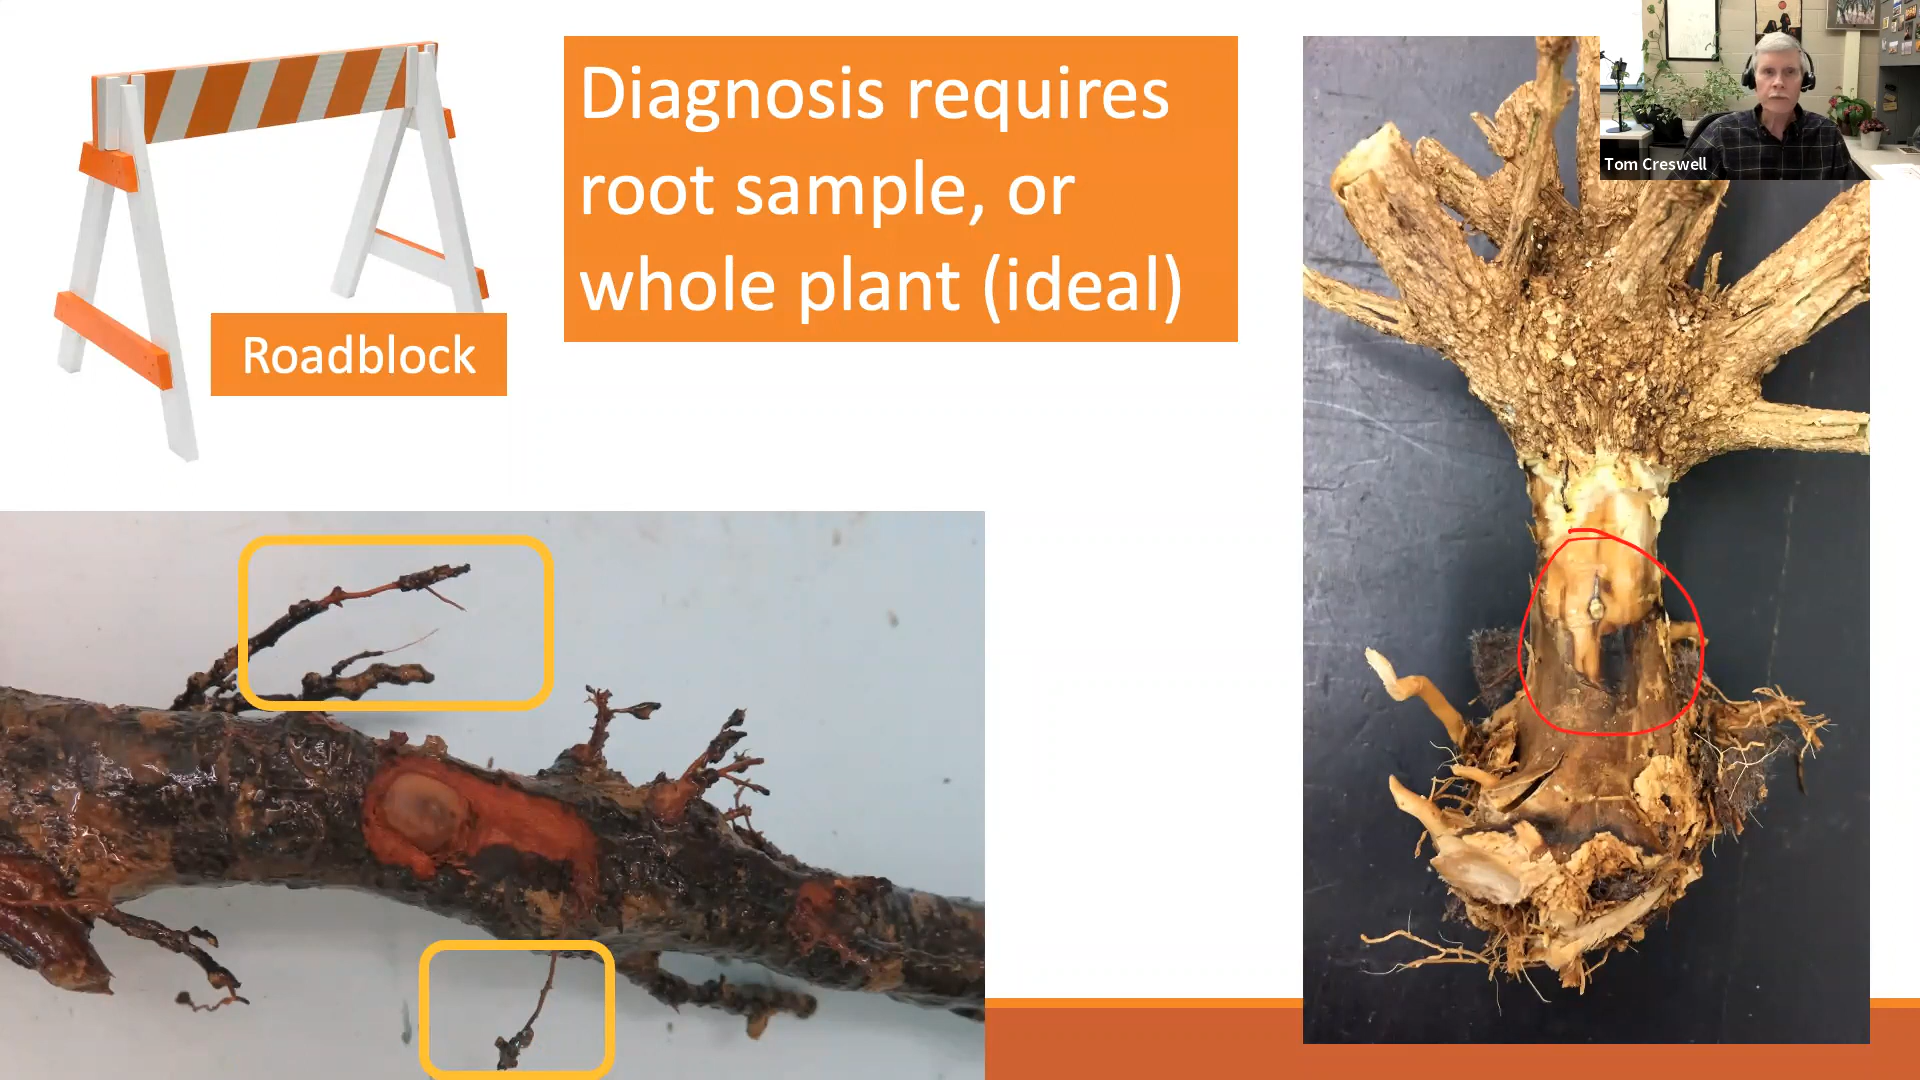 Diagnosis requires
root sample, or
whole plant (ideal)
Roadblock
Tom Creswell